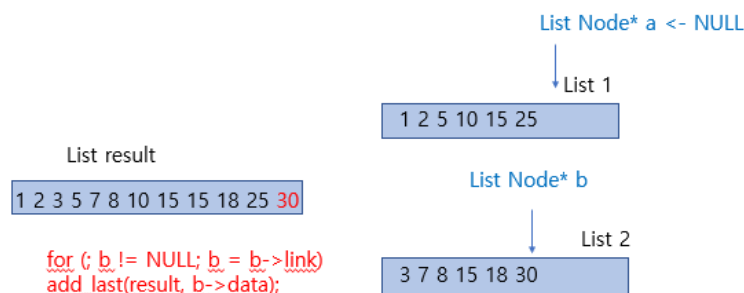 List Node* a <- NULL
List 1
1 2 5 10 15 25
List result
1 2 3 5 7 8 10 15 15 18 25 30
List Node* b
List 2
3 7 8 15 18 30
for (; b != NULL; b = b->link)
add last(result, b->data);